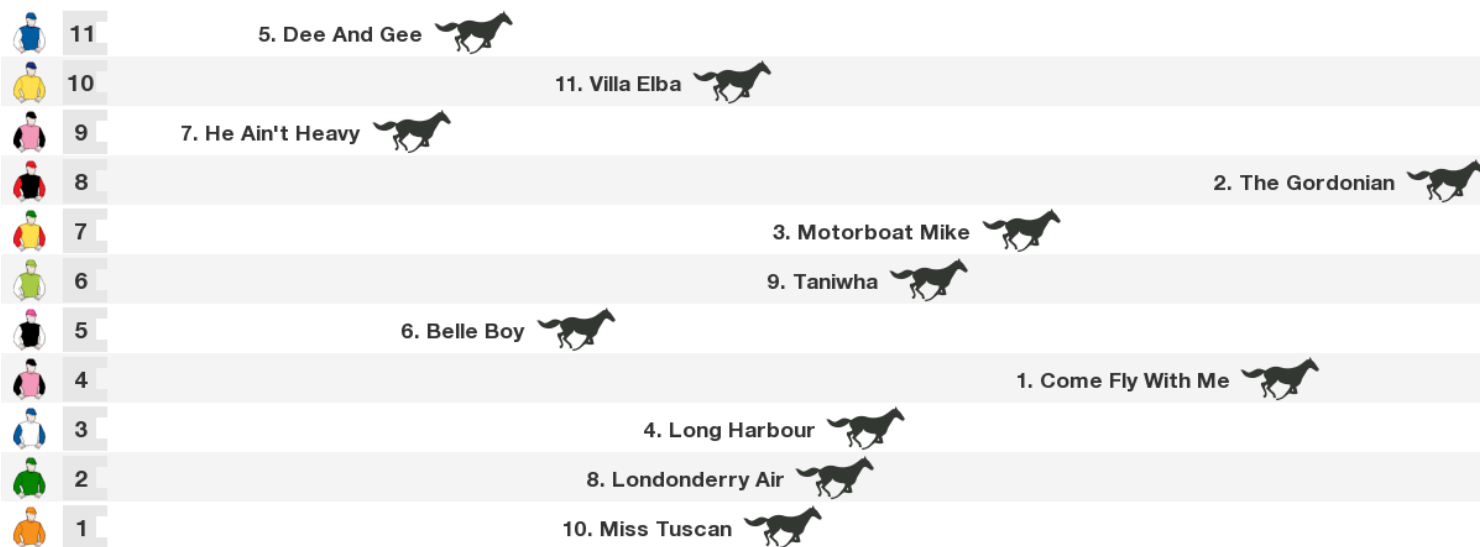 11 5. Dee And Gee
10 11. Villa Elba
9 7. He Ain't Heavy
8 2. The Gordonian
7 3. Motorboat Mike
6 9. Taniwha
5 6. Belle Boy
4 1. Come Fly With Me
3 4. Long Harbour
2 8. Londonderry Air
1 10. Miss Tuscan